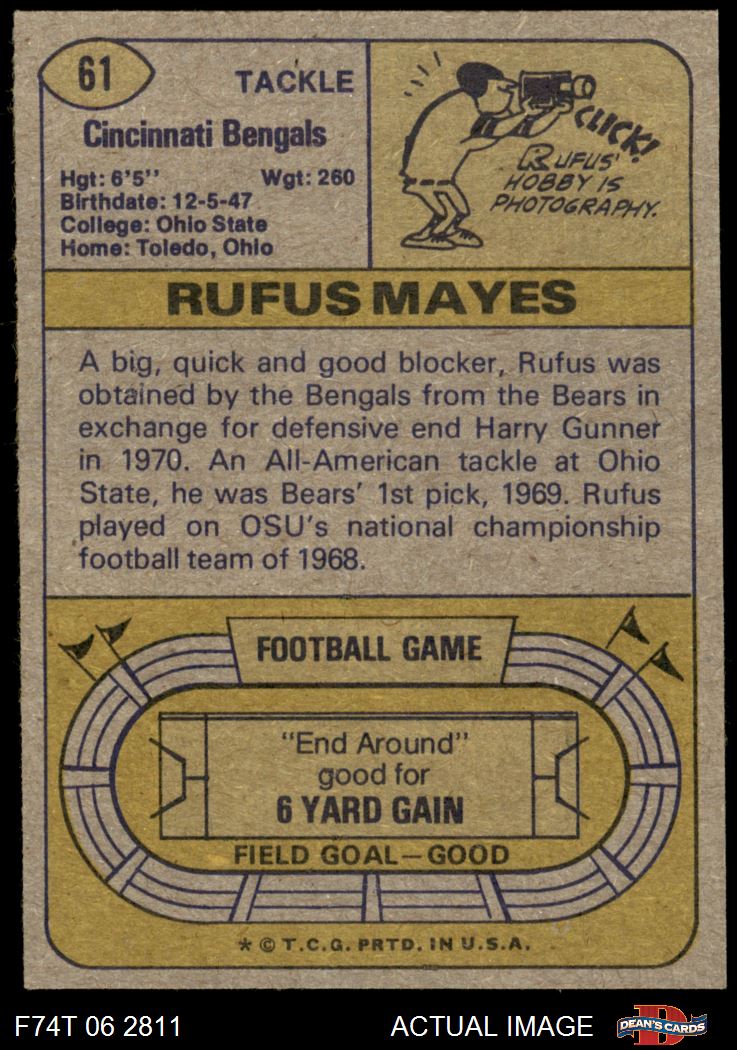 61
TACKLE
Cincinnati Bengals
Hgt: 6'5'' Wgt: 260
Birthdate: 12-5-47
College: Ohio State
Home: Toledo, Ohio
CLICK!
RUFUS'
HOBBY IS
PHOTOGRAPHY.
RUFUS MAYES
A big, quick and good blocker, Rufus was
obtained by the Bengals from the Bears in
exchange for defensive end Harry Gunner
in 1970. An All-American tackle at Ohio
State, he was Bears' 1st pick, 1969. Rufus
played on OSU's national championship
football team of 1968.
FOOTBALL GAME
"End Around"
good for
6 YARD GAIN
FIELD GOAL—GOOD
* © T.C.G. PRTD. IN U.S.A.
F74T 06 2811 ACTUAL IMAGE
D
DEAN'S CARDS